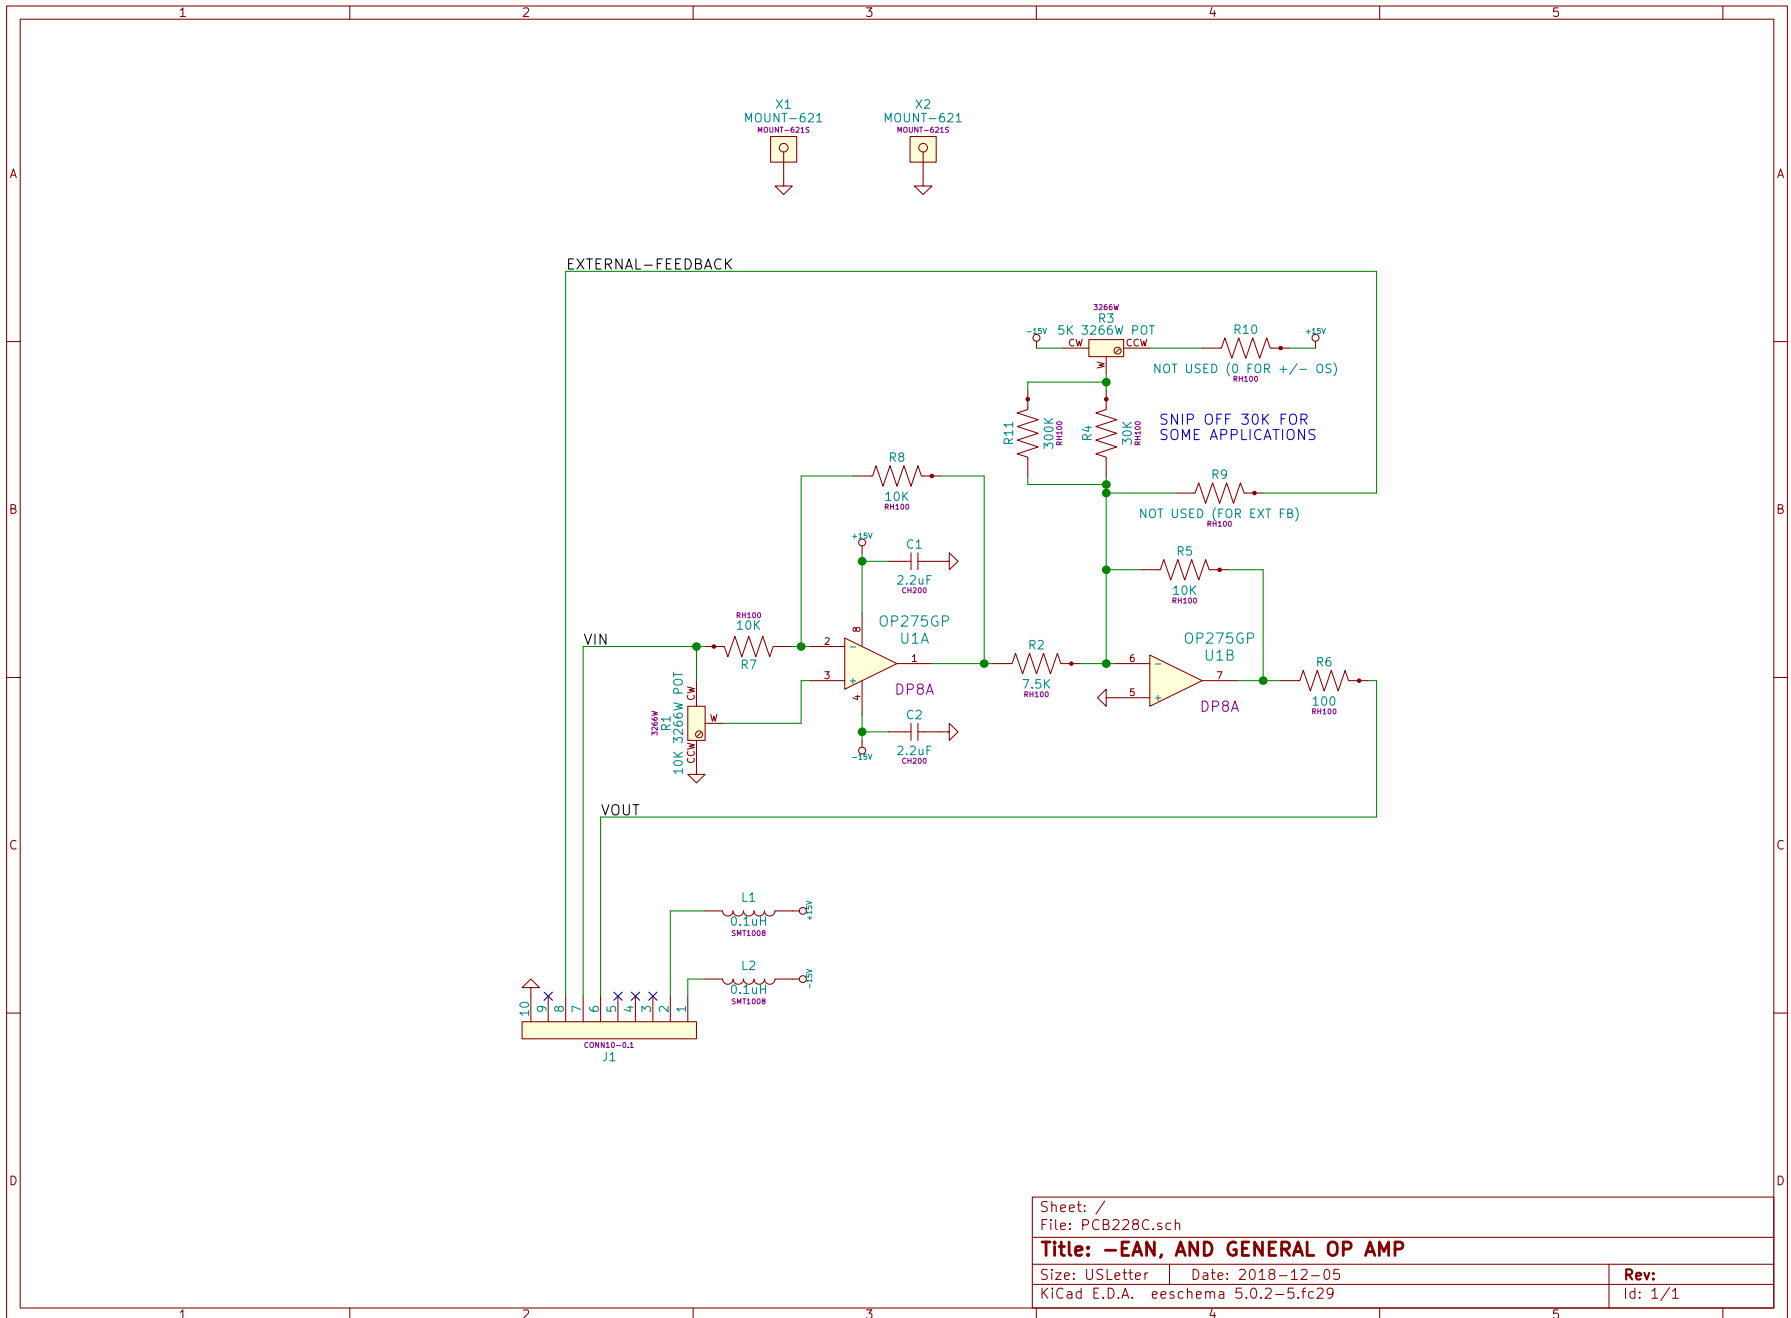 1 2 3 4 5
X1
MOUNT-621
MOUNT-621S
X2
MOUNT-621
MOUNT-621S
A A
EXTERNAL-FEEDBACK
3266W
R3
5K 3266W POT
-15V
CW
CCW
W
R10
+15V
NOT USED (0 FOR +/- OS)
RH100
SNIP OFF 30K FOR
SOME APPLICATIONS
R11
300K
RH100
R4
30K
RH100
R8
10K
RH100
R9
NOT USED (FOR EXT FB)
RH100
B B
+15V
C1
2.2uF
CH200
R5
10K
RH100
VIN
RH100
10K
R7
8
OP275GP
U1A
2
-
1
3
+
4
DP8A
R2
7.5K
RH100
OP275GP
U1B
6
-
7
5
+
DP8A
R6
100
RH100
3266W
R1
10K 3266W POT
CW
W
CCW
C2
2.2uF
CH200
-15V
VOUT
C C
L1
0.1uH
SMT1008
+15V
L2
0.1uH
SMT1008
-15V
10 9 8 7 6 5 4 3 2 1
CONN10-0.1
J1
D D
Sheet: /
File: PCB228C.sch
Title: -EAN, AND GENERAL OP AMP
Size: USLetter Date: 2018-12-05 Rev:
KiCad E.D.A. eeschema 5.0.2-5.fc29 Id: 1/1
1 2 3 4 5